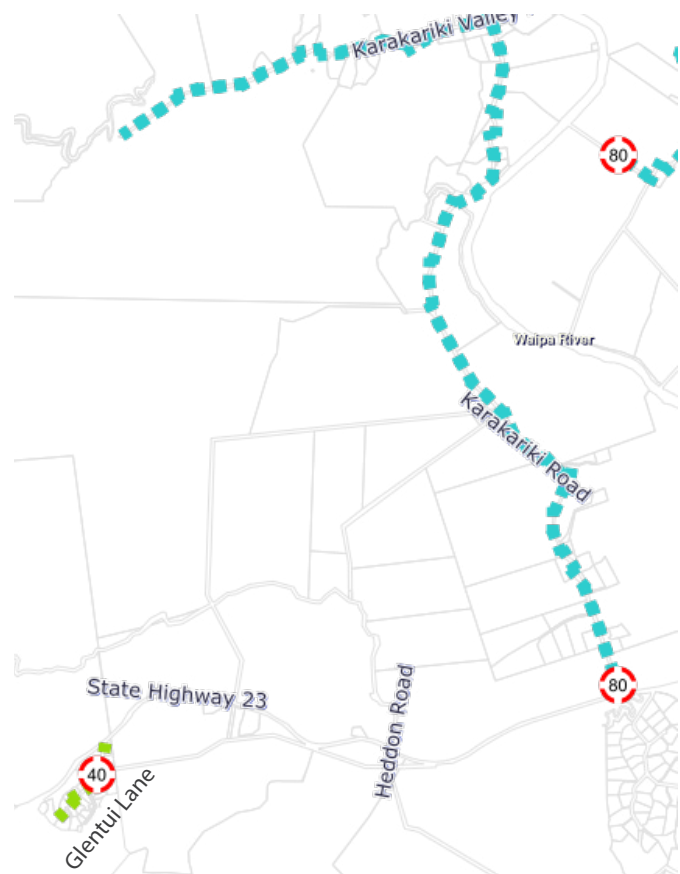 Karakariki Valley
80
Waipa River
Karakariki Road
State Highway 23
Heddon Road
80
40
Glentui Lane